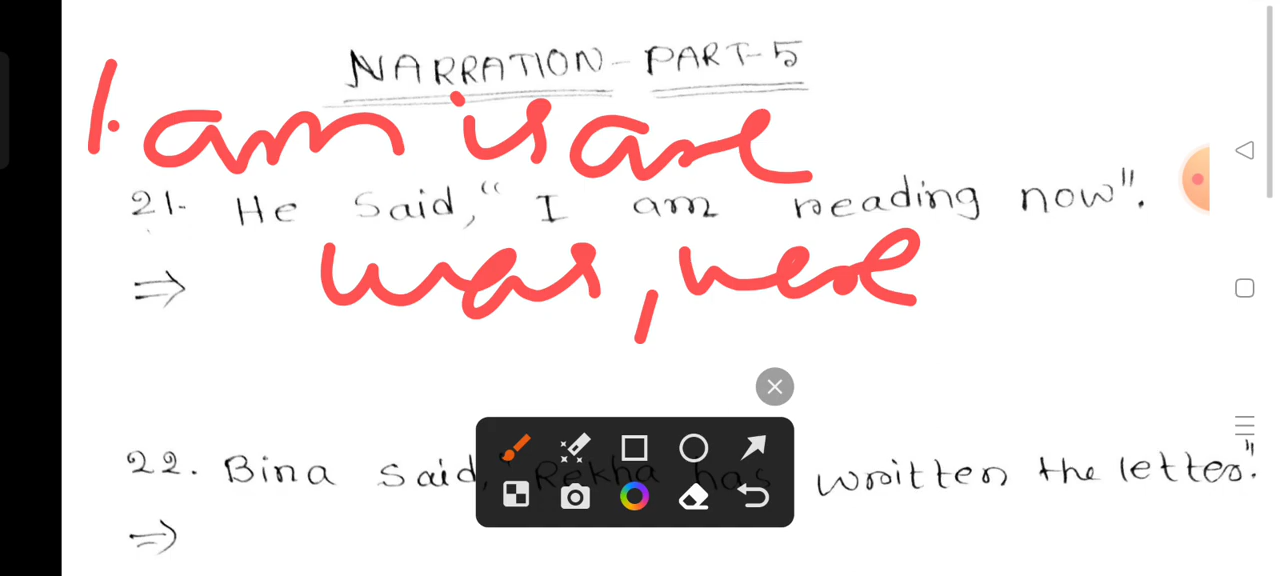 NARRATION - PART-5
1. am is are
21. He said, "I am reading now".
⇒ was, were
22. Bina said, "Rekha has written the letter."
⇒